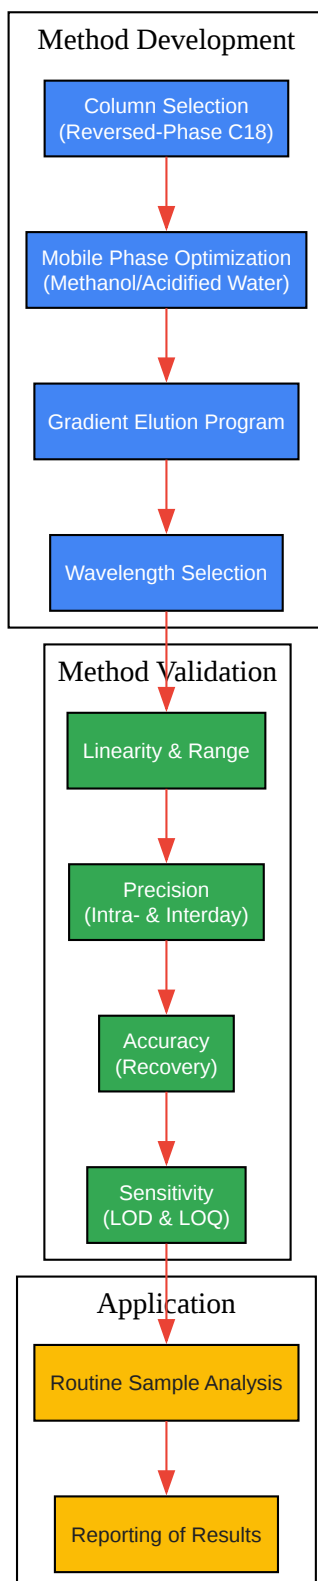 Method Development
Column Selection
(Reversed-Phase C18)
Mobile Phase Optimization
(Methanol/Acidified Water)
Gradient Elution Program
Wavelength Selection
Method Validation
Linearity & Range
Precision
(Intra- & Interday)
Accuracy
(Recovery)
Sensitivity
(LOD & LOQ)
Application
Routine Sample Analysis
Reporting of Results